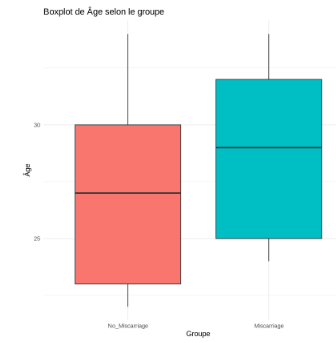 Boxplot de Âge selon le groupe
30
Âge
25
No_Miscarriage
Miscarriage
Groupe